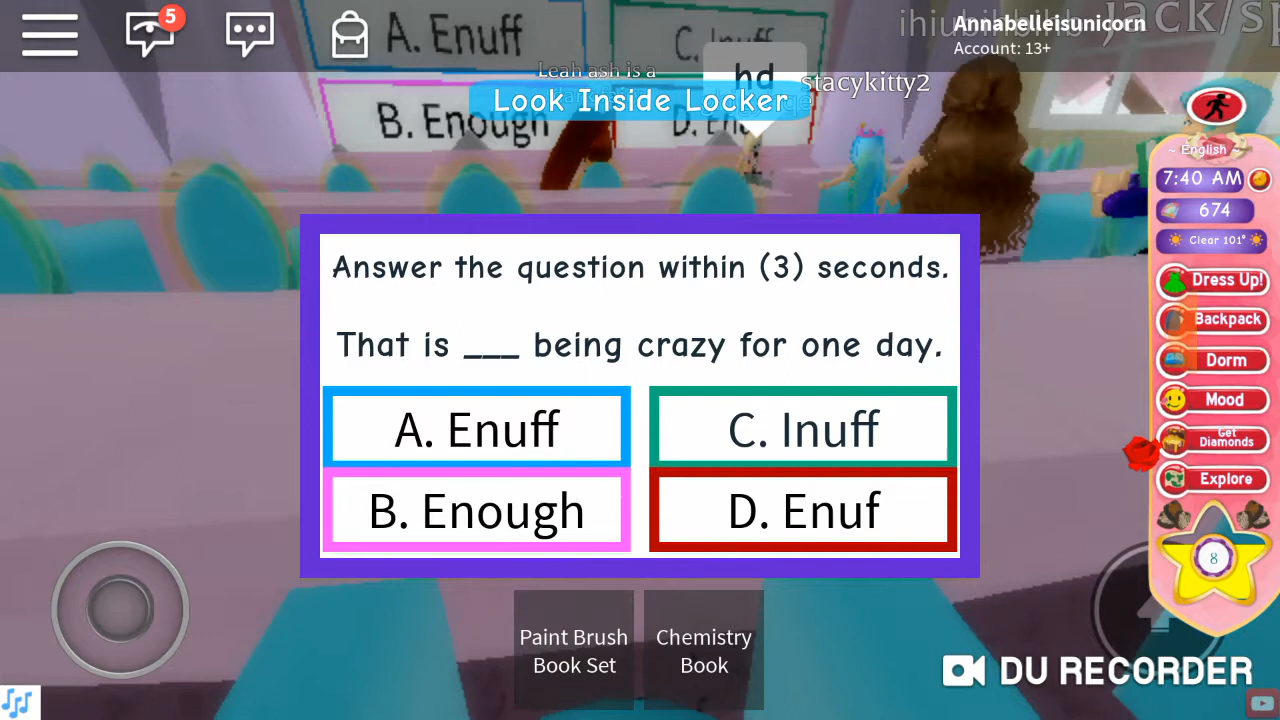 5
A. Enuff
C. Inuff
Annabelleisunicorn
Account: 13+
Leah ash is a
hd
stacykitty2
Look Inside Locker
B. Enough
~ English ~
7:40 AM
674
Clear 101°
Answer the question within (3) seconds.
That is ___ being crazy for one day.
A. Enuff
C. Inuff
B. Enough
D. Enuf
Dress Up!
Backpack
Dorm
Mood
Get
Diamonds
Explore
8
Paint Brush
Book Set
Chemistry
Book
DU RECORDER